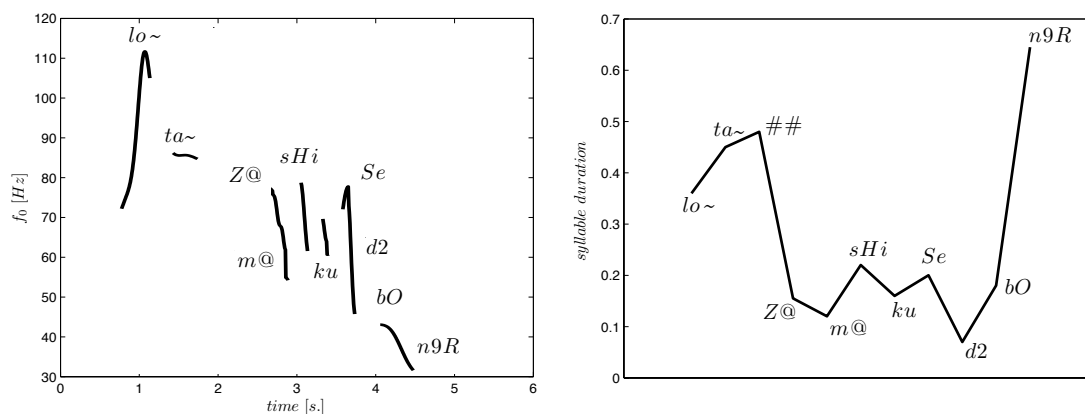 120
110
100
90
80
70
60
50
40
30
f0 [Hz]
0 1 2 3 4 5 6
time [s.]
lo~
ta~
Z@
sHi
Se
m@
ku
d2
bO
n9R
0.7
0.6
0.5
0.4
0.3
0.2
0.1
0
syllable duration
n9R
ta~
##
lo~
sHi
Se
bO
Z@
m@
ku
d2